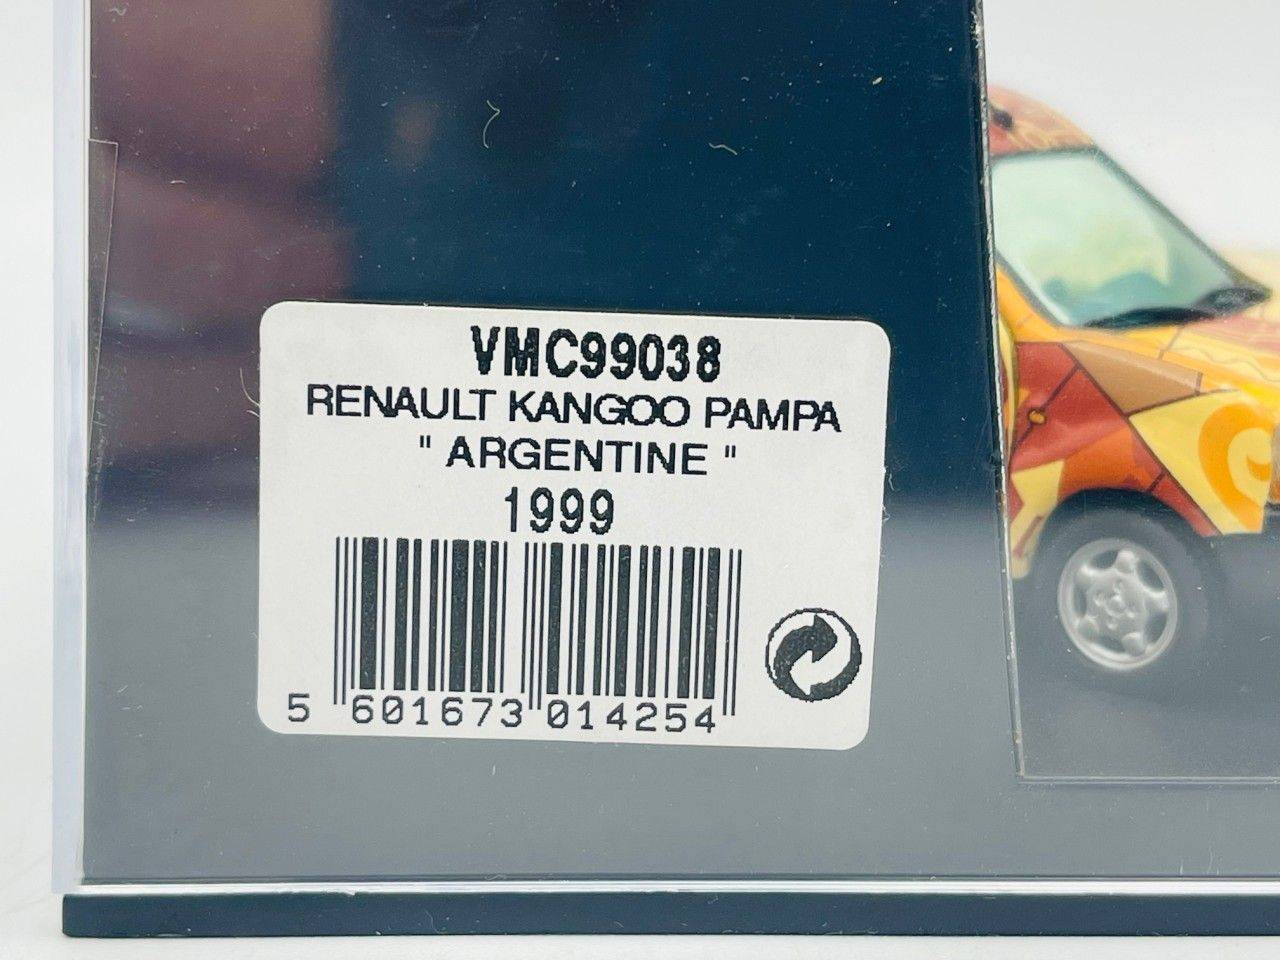 VMC99038
RENAULT KANGOO PAMPA
" ARGENTINE "
1999
5 601673 014254